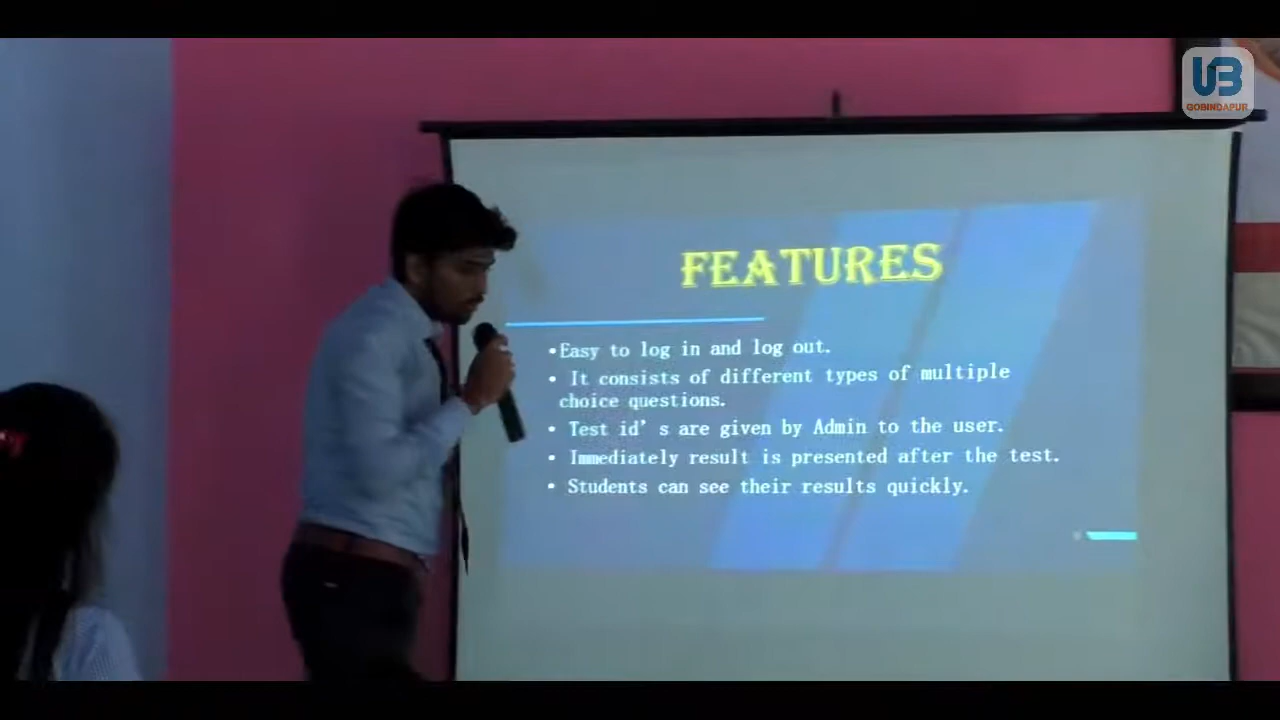 UB
GOBINDAPUR
FEATURES
•Easy to log in and log out.
• It consists of different types of multiple
choice questions.
• Test id's are given by Admin to the user.
• Immediately result is presented after the test.
• Students can see their results quickly.